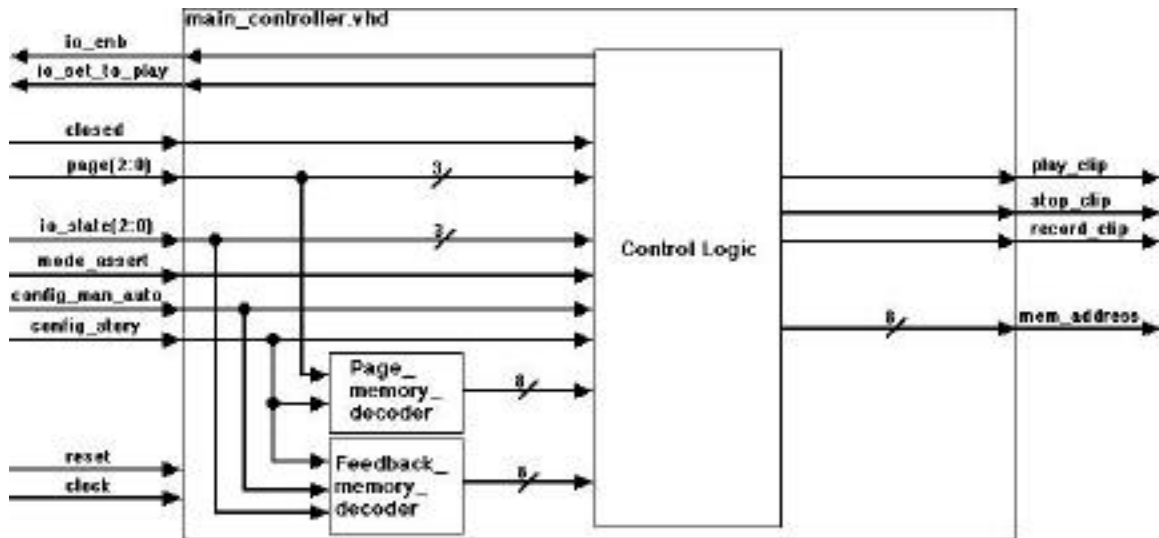 main_controller.vhd
io_enb
io_set_to_play
closed
page(2:0)
3
play_clip
stop_clip
io_state(2:0)
3
record_clip
Control Logic
mode_assert
config_man_auto
config_story
8
mem_address
Page_
memory_
decoder
8
reset
clock
Feedback_
memory_
decoder
8